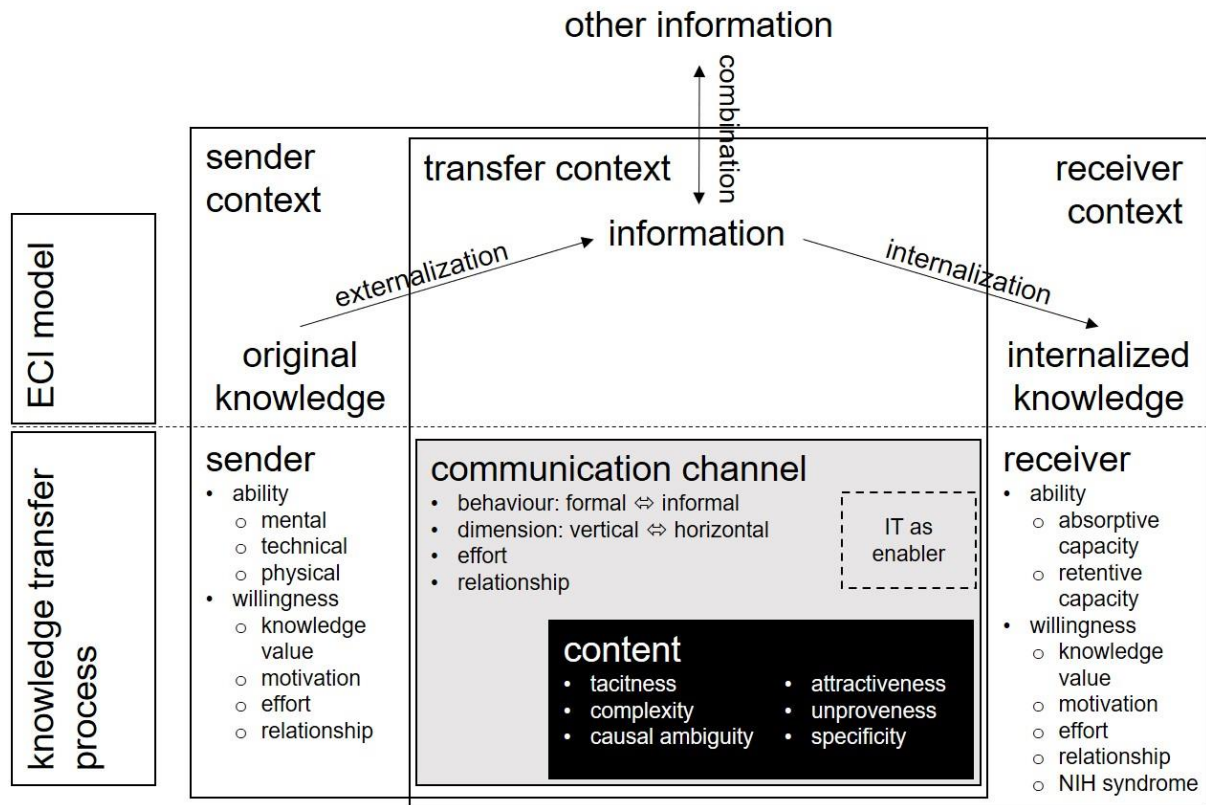 other information
combination
sender
context
transfer context
receiver
context
information
externalization
internalization
original
knowledge
internalized
knowledge
ECI model
knowledge transfer
process
sender
• ability
o mental
o technical
o physical
• willingness
o knowledge
value
o motivation
o effort
o relationship
communication channel
• behaviour: formal ⇔ informal
• dimension: vertical ⇔ horizontal
• effort
• relationship
IT as
enabler
content
• tacitness
• complexity
• causal ambiguity
• attractiveness
• unproveness
• specificity
receiver
• ability
o absorptive
capacity
o retentive
capacity
• willingness
o knowledge
value
o motivation
o effort
o relationship
o NIH syndrome